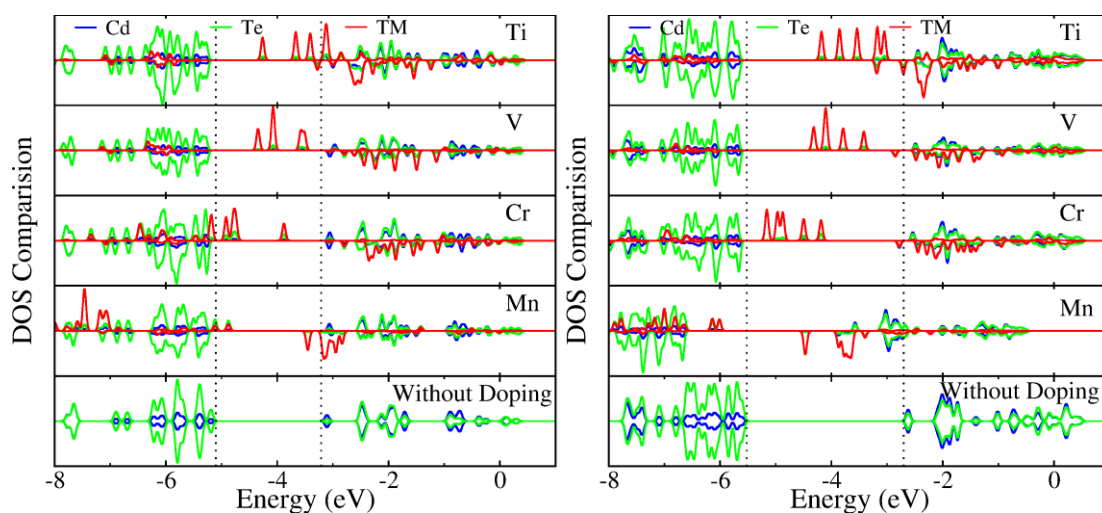 Cd Te TM
Ti
V
Cr
Mn
Without Doping
-8 -6 -4 -2 0
Energy (eV)
DOS Comparision
Cd Te TM
Ti
V
Cr
Mn
Without Doping
-8 -6 -4 -2 0
Energy (eV)
DOS Comparision